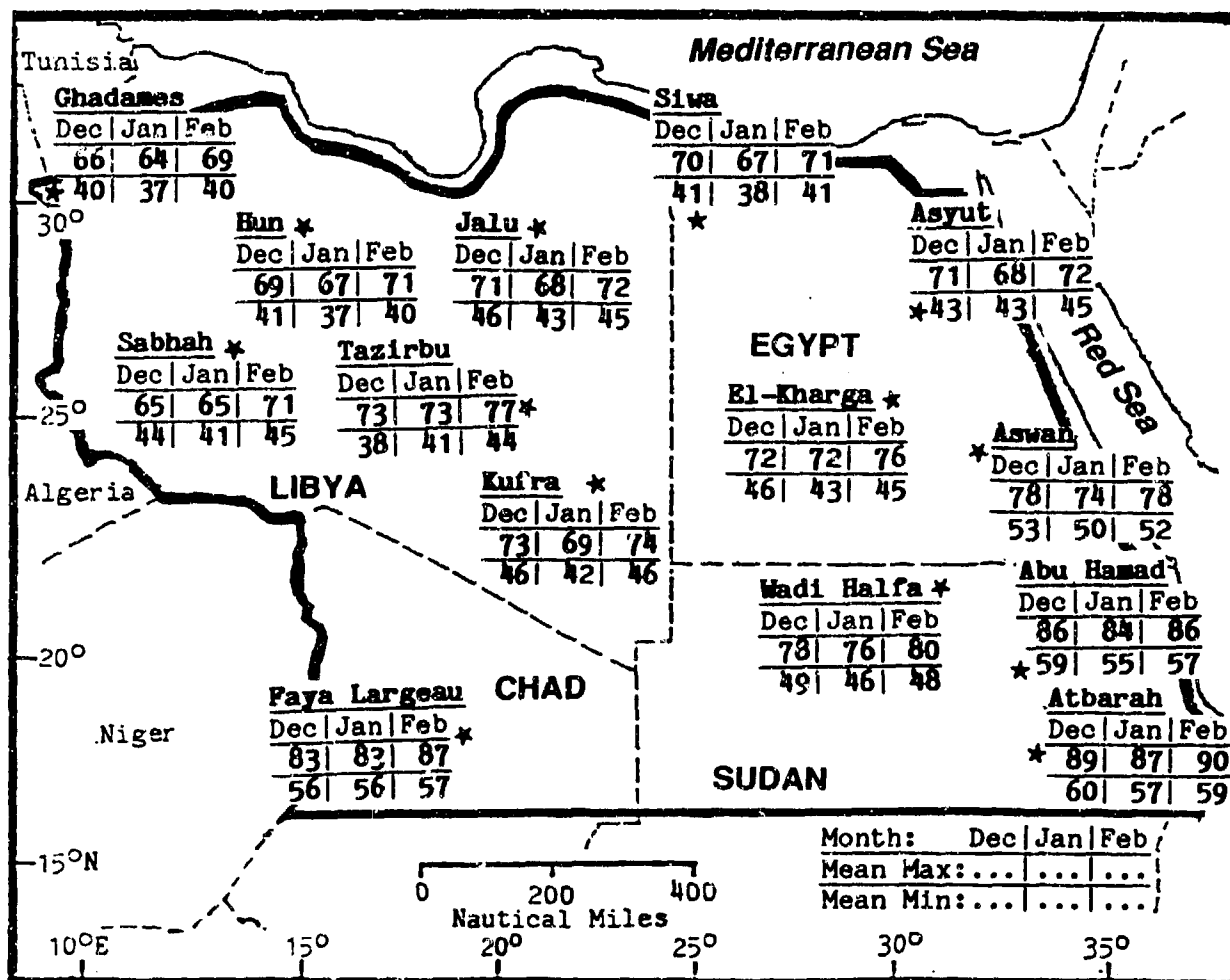 Mediterranean Sea
Tunisia
Ghadames
Dec|Jan|Feb
66| 64| 69
40| 37| 40
Siwa
Dec|Jan|Feb
70| 67| 71
41| 38| 41
30°
Hun
Dec|Jan|Feb
69| 67| 71
41| 37| 40
Jalu
Dec|Jan|Feb
71| 68| 72
46| 43| 45
Asyut
Dec|Jan|Feb
71| 68| 72
43| 43| 45
Red Sea
EGYPT
Sabhah
Dec|Jan|Feb
65| 65| 71
44| 41| 45
Tazirbu
Dec|Jan|Feb
73| 73| 77
38| 41| 44
25°
El-Kharga
Dec|Jan|Feb
72| 72| 76
46| 43| 45
Aswan
Dec|Jan|Feb
78| 74| 78
53| 50| 52
Algeria
LIBYA
Kufra
Dec|Jan|Feb
73| 69| 74
46| 42| 46
Wadi Halfa
Dec|Jan|Feb
78| 76| 80
49| 46| 48
Abu Hamad
Dec|Jan|Feb
86| 84| 86
59| 55| 57
20°
Niger
Faya Largeau
Dec|Jan|Feb
83| 83| 87
56| 56| 57
CHAD
SUDAN
Atbarah
Dec|Jan|Feb
89| 87| 90
60| 57| 59
15°N
0 200 400
Nautical Miles
Month: Dec|Jan|Feb
Mean Max:...|...|...
Mean Min:...|...|...
10°E 15° 20° 25° 30° 35°